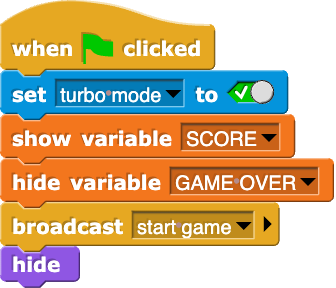 when clicked
set turbo mode to
show variable SCORE
hide variable GAME OVER
broadcast start game
hide